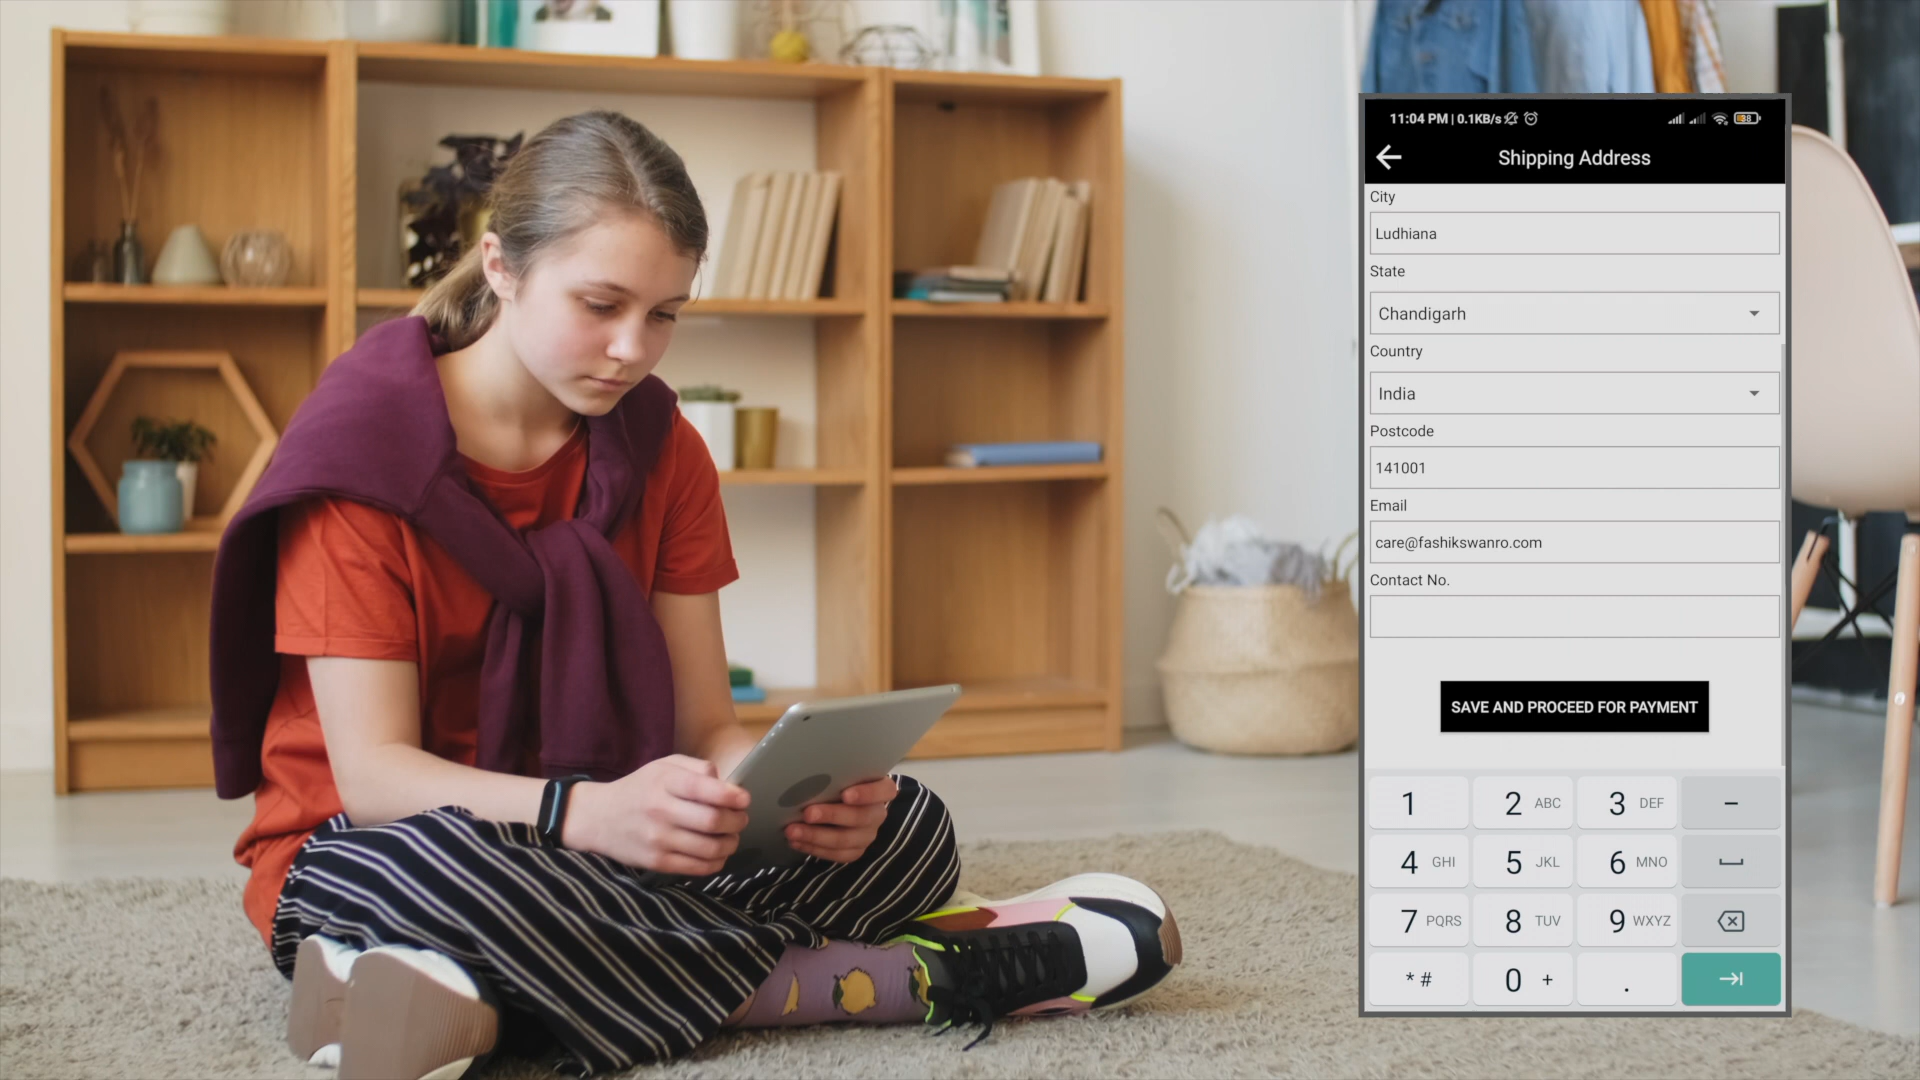 11:04 PM | 0.1KB/s
38
Shipping Address
City
Ludhiana
State
Chandigarh
Country
India
Postcode
141001
Email
care@fashikswanro.com
Contact No.
SAVE AND PROCEED FOR PAYMENT
1
2 ABC
3 DEF
–
4 GHI
5 JKL
6 MNO
7 PQRS
8 TUV
9 WXYZ
* #
0 +
.